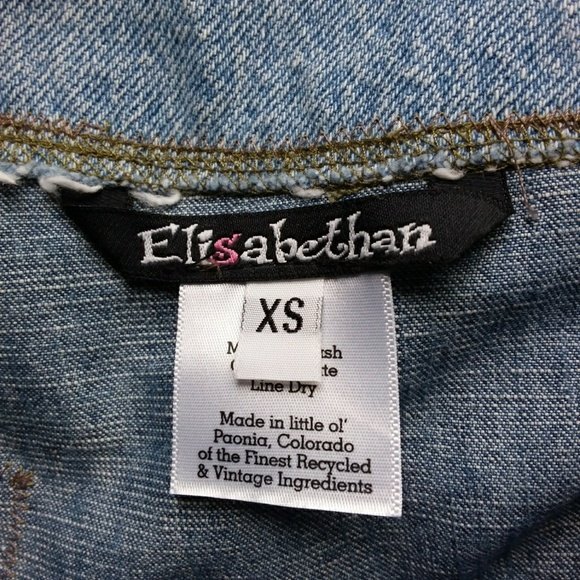 Elisabethan
XS
Line Dry
Made in little ol'
Paonia, Colorado
of the Finest Recycled
& Vintage Ingredients